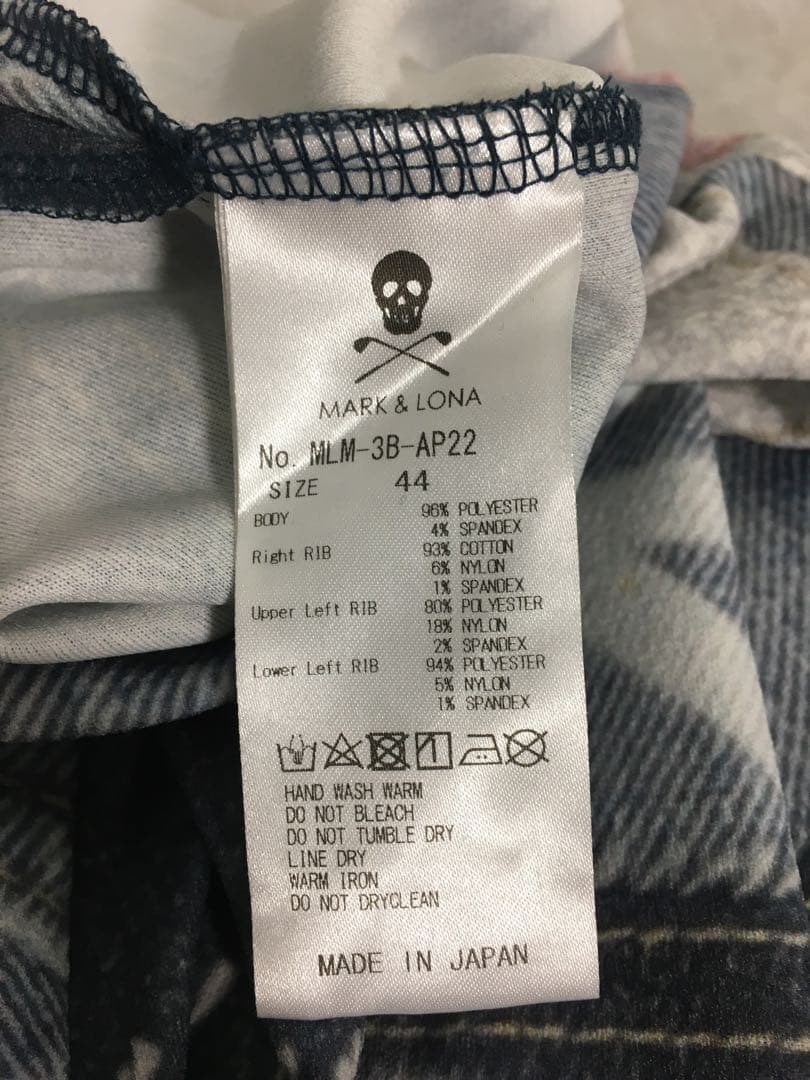 MARK & LONA
No. MLM-3B-AP22
SIZE 44
BODY 96% POLYESTER
4% SPANDEX
Right RIB 93% COTTON
6% NYLON
1% SPANDEX
Upper Left RIB 80% POLYESTER
18% NYLON
2% SPANDEX
Lower Left RIB 94% POLYESTER
5% NYLON
1% SPANDEX
HAND WASH WARM
DO NOT BLEACH
DO NOT TUMBLE DRY
LINE DRY
WARM IRON
DO NOT DRYCLEAN
MADE IN JAPAN